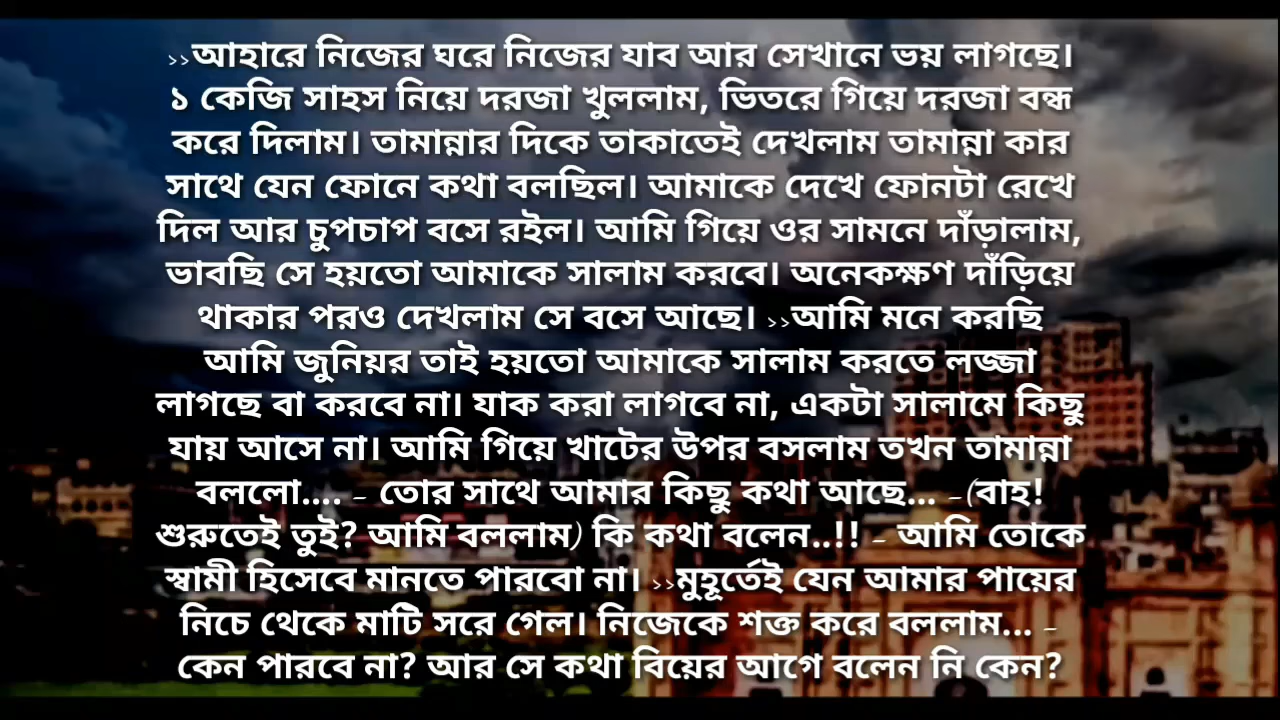 >>আহারে নিজের ঘরে নিজের যাব আর সেখানে ভয় লাগছে।
১ কেজি সাহস নিয়ে দরজা খুললাম, ভিতরে গিয়ে দরজা বন্ধ
করে দিলাম। তামান্নার দিকে তাকাতেই দেখলাম তামান্না কার
সাথে যেন ফোনে কথা বলছিল। আমাকে দেখে ফোনটা রেখে
দিল আর চুপচাপ বসে রইল। আমি গিয়ে ওর সামনে দাঁড়ালাম,
ভাবছি সে হয়তো আমাকে সালাম করবে। অনেকক্ষণ দাঁড়িয়ে
থাকার পরও দেখলাম সে বসে আছে। >>আমি মনে করছি
আমি জুনিয়র তাই হয়তো আমাকে সালাম করতে লজ্জা
লাগছে বা করবে না। যাক করা লাগবে না, একটা সালামে কিছু
যায় আসে না। আমি গিয়ে খাটের উপর বসলাম তখন তামান্না
বললো.... - তোর সাথে আমার কিছু কথা আছে... -(বাহ!
শুরুতেই তুই? আমি বললাম) কি কথা বলেন..!! - আমি তোকে
স্বামী হিসেবে মানতে পারবো না। >>মুহূর্তেই যেন আমার পায়ের
নিচে থেকে মাটি সরে গেল। নিজেকে শক্ত করে বললাম... -
কেন পারবে না? আর সে কথা বিয়ের আগে বলেন নি কেন?